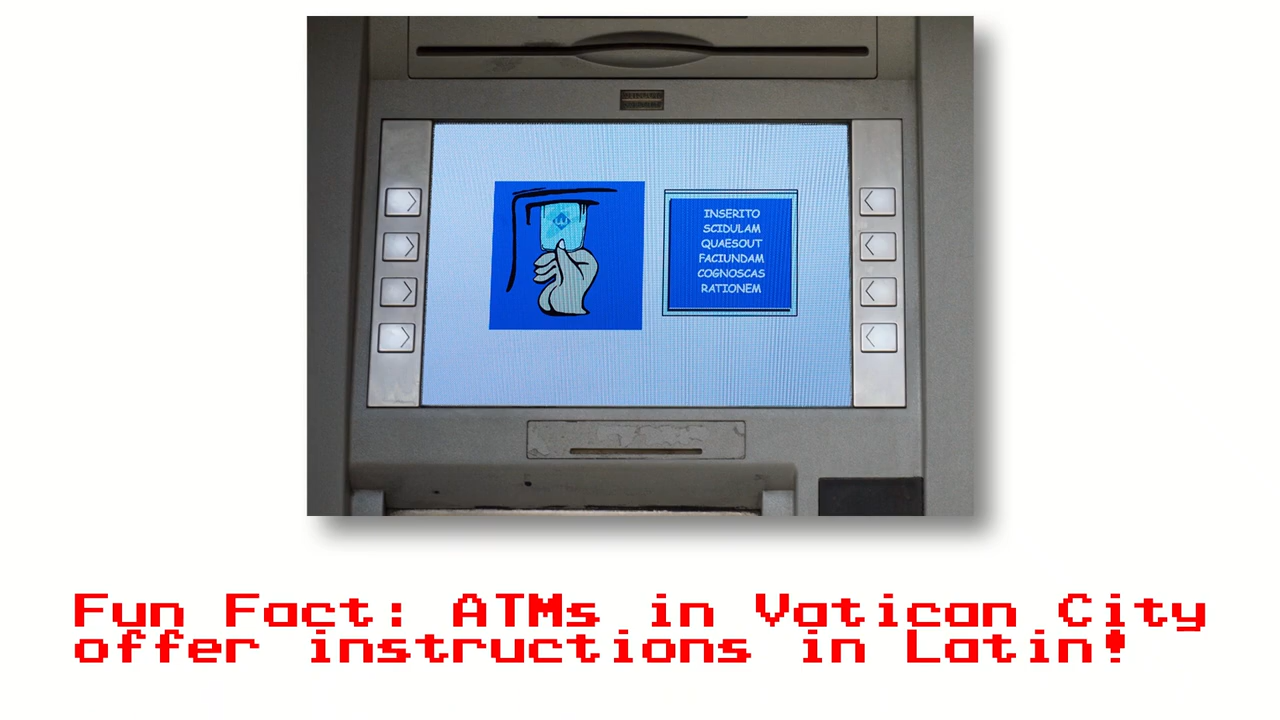 INSERITO
SCIDULAM
QUAESOUT
FACIUNDAM
COGNOSCAS
RATIONEM
Fun Fact: ATMs in Vatican City
offer instructions in Latin!